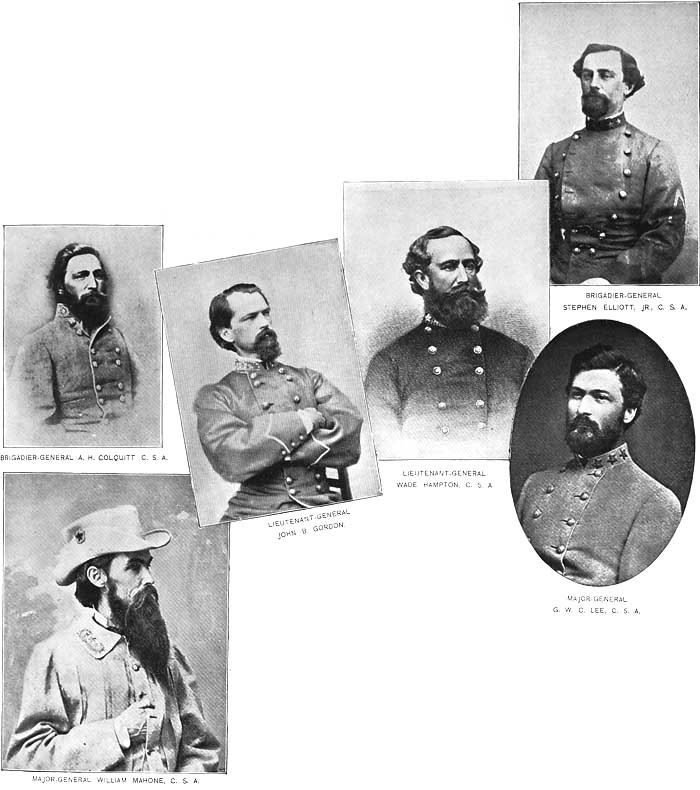 BRIGADIER-GENERAL
STEPHEN ELLIOTT, JR., C. S. A.
BRIGADIER-GENERAL A. H. COLQUITT C. S. A.
LIEUTENANT-GENERAL
WADE HAMPTON, C. S. A.
LIEUTENANT-GENERAL
JOHN B. GORDON.
MAJOR-GENERAL
G. W. C. LEE, C. S. A.
MAJOR-GENERAL WILLIAM MAHONE, C. S. A.